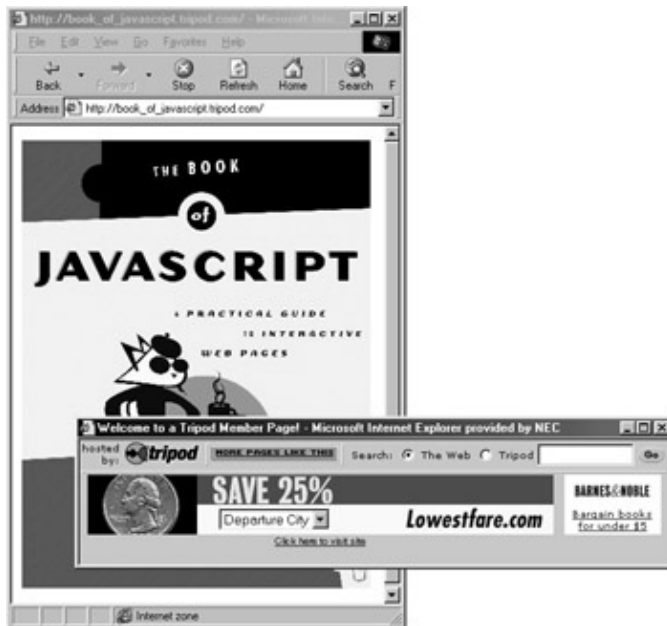 http://book_of_javascript.tripod.com/ - Microsoft Inte
File Edit View Go Favorites Help
Back Forward Stop Refresh Home Search F
Address http://book_of_javascript.tripod.com/
THE BOOK
of
JAVASCRIPT
A PRACTICAL GUIDE
TO INTERACTIVE
WEB PAGES
Welcome to a Tripod Member Page! - Microsoft Internet Explorer provided by NEC
hosted by: tripod MORE PAGES LIKE THIS Search: The Web Tripod Go
SAVE 25%
Departure City Lowestfare.com
BARNES&NOBLE
Bargain books
for under $5
Click here to visit site
Internet zone